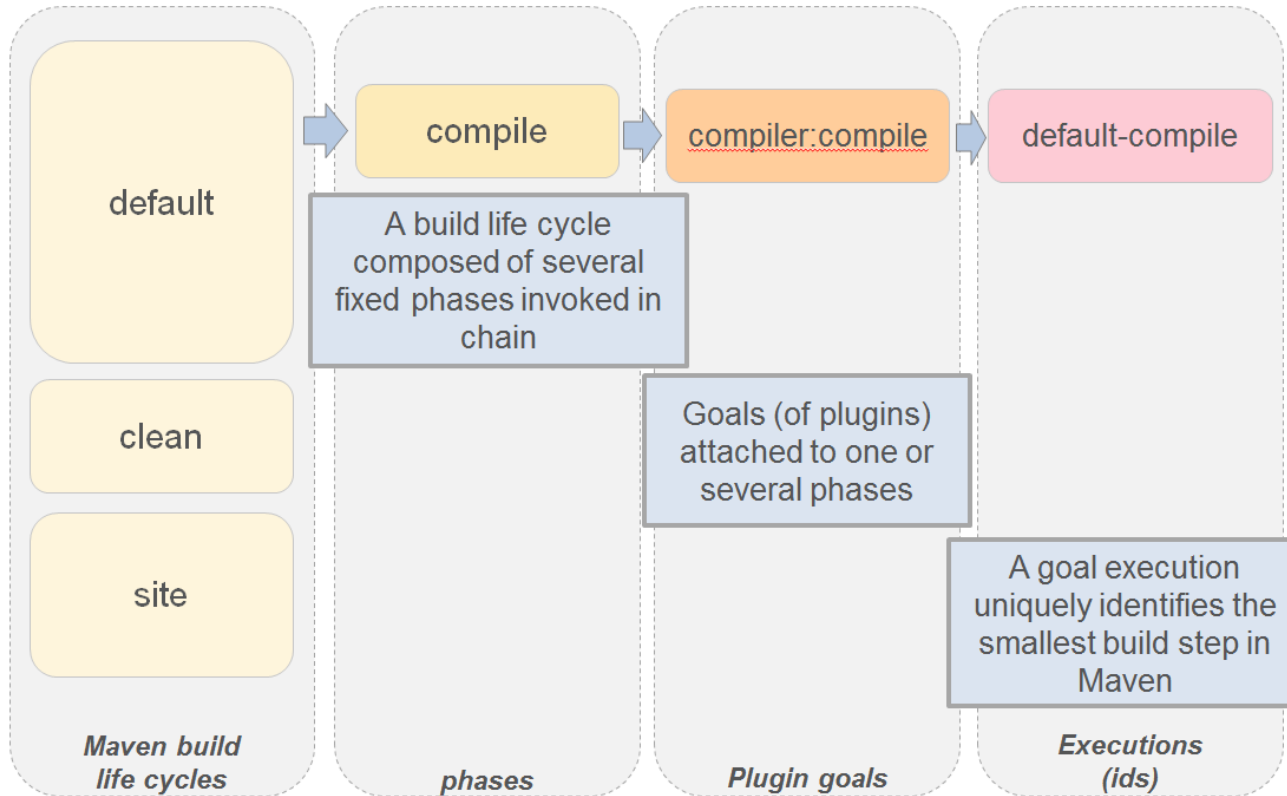 default
compile
compiler:compile
default-compile
A build life cycle
composed of several
fixed phases invoked in
chain
clean
Goals (of plugins)
attached to one or
several phases
site
A goal execution
uniquely identifies the
smallest build step in
Maven
Maven build
life cycles
phases
Plugin goals
Executions
(ids)